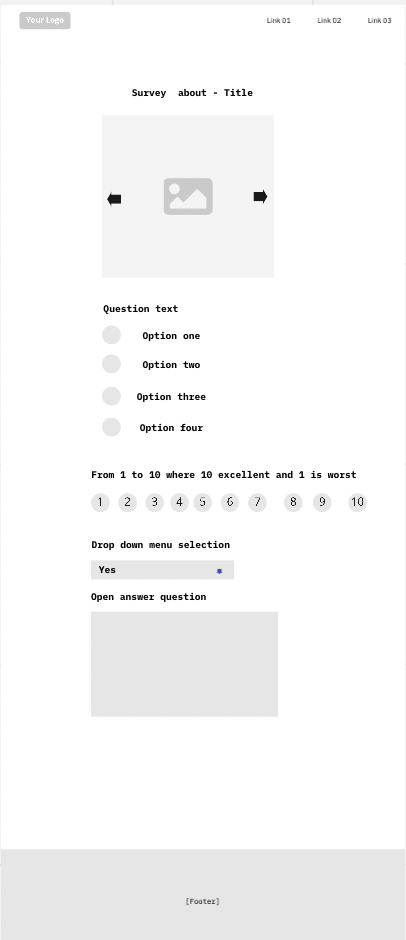 Your Logo
Link 01 Link 02 Link 03
Survey about - Title
Question text
Option one
Option two
Option three
Option four
From 1 to 10 where 10 excellent and 1 is worst
1 2 3 4 5 6 7 8 9 10
Drop down menu selection
Yes
Open answer question
[Footer]